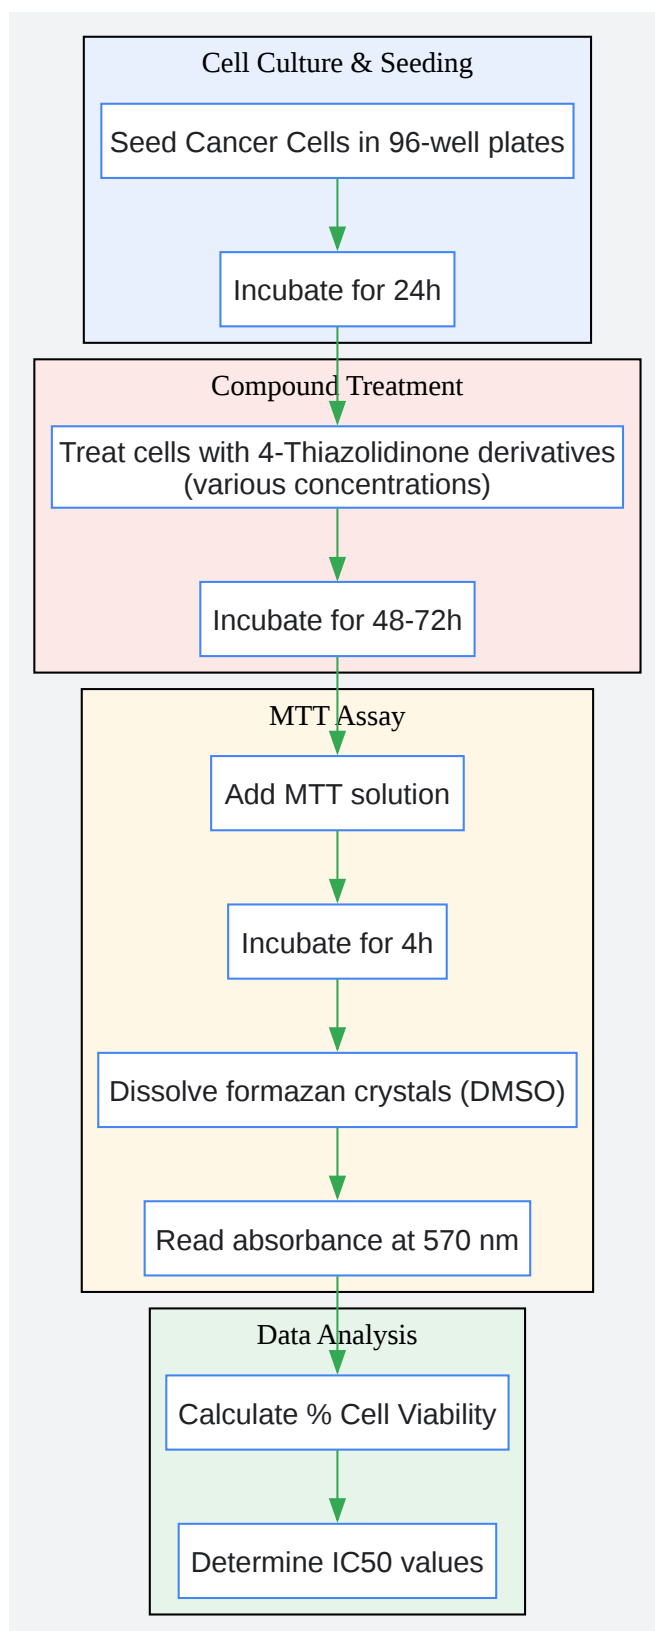 Cell Culture & Seeding
Seed Cancer Cells in 96-well plates
Incubate for 24h
Compound Treatment
Treat cells with 4-Thiazolidinone derivatives
(various concentrations)
Incubate for 48-72h
MTT Assay
Add MTT solution
Incubate for 4h
Dissolve formazan crystals (DMSO)
Read absorbance at 570 nm
Data Analysis
Calculate % Cell Viability
Determine IC50 values